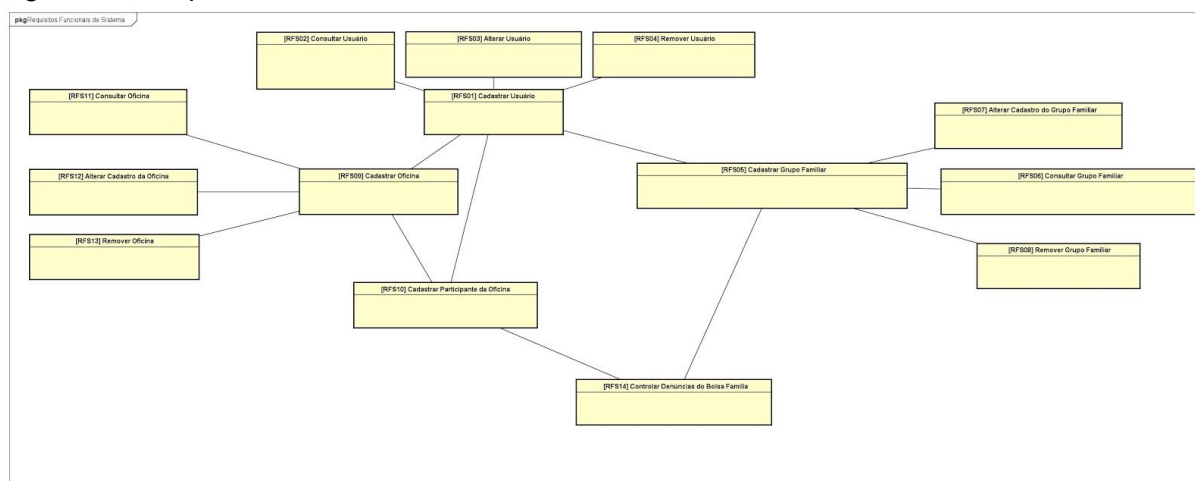 pkg Requisitos Funcionais de Sistema
[RFS02] Consultar Usuário
[RFS03] Alterar Usuário
[RFS04] Remover Usuário
[RFS11] Consultar Oficina
[RFS01] Cadastrar Usuário
[RFS07] Alterar Cadastro do Grupo Familiar
[RFS12] Alterar Cadastro da Oficina
[RFS09] Cadastrar Oficina
[RFS05] Cadastrar Grupo Familiar
[RFS06] Consultar Grupo Familiar
[RFS13] Remover Oficina
[RFS08] Remover Grupo Familiar
[RFS10] Cadastrar Participante da Oficina
[RFS14] Controlar Denúncias do Bolsa Família